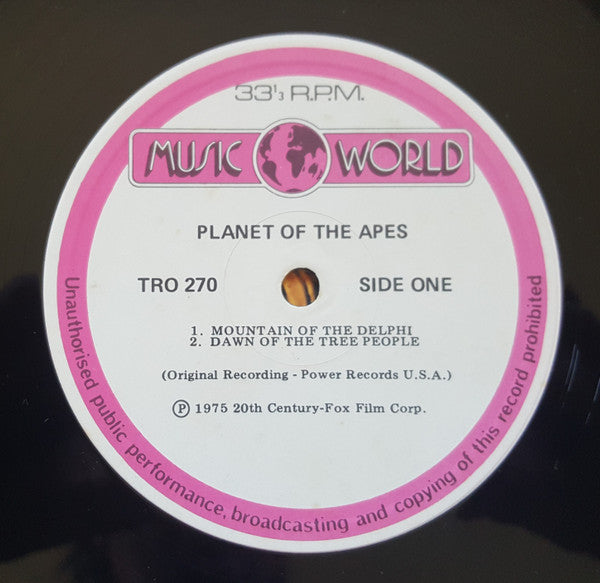 33⅓ R.P.M.
MUSIC WORLD
PLANET OF THE APES
TRO 270 SIDE ONE
1. MOUNTAIN OF THE DELPHI
2. DAWN OF THE TREE PEOPLE
(Original Recording - Power Records U.S.A.)
Ⓟ 1975 20th Century-Fox Film Corp.
Unauthorised public performance, broadcasting and copying of this record prohibited